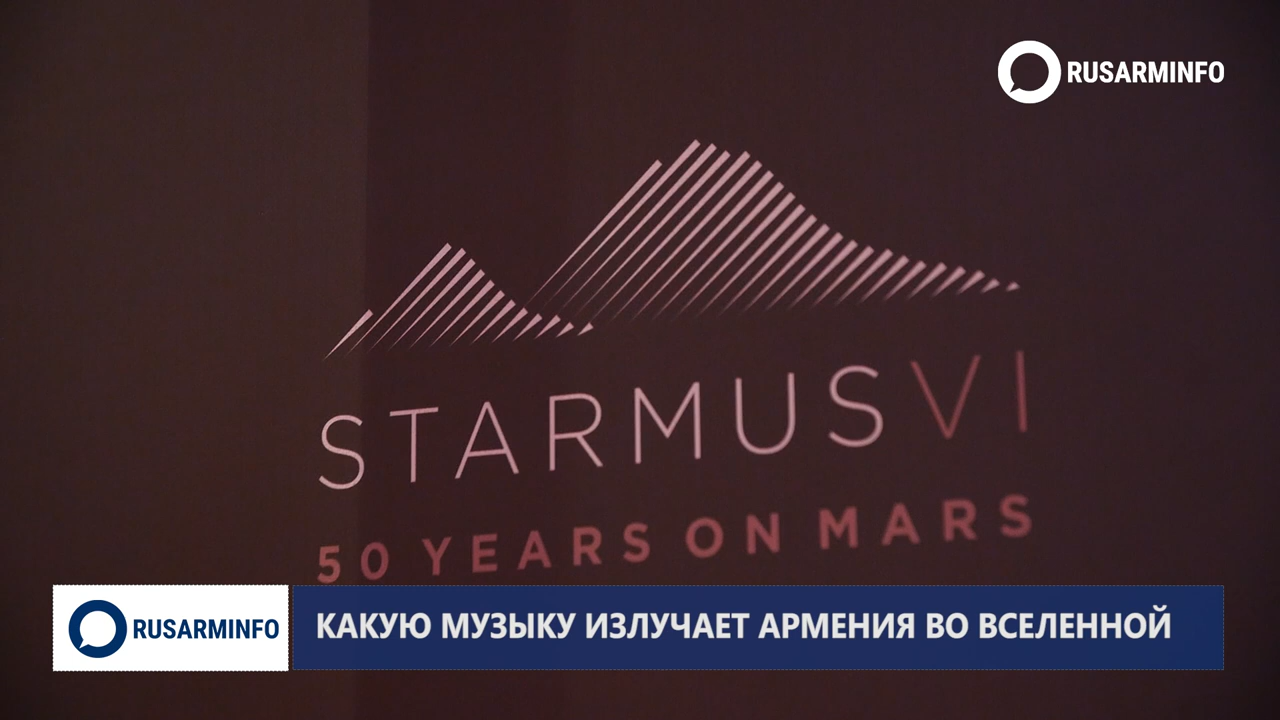 RUSARMINFO
STARMUS VI
50 YEARS ON MARS
RUSARMINFO
КАКУЮ МУЗЫКУ ИЗЛУЧАЕТ АРМЕНИЯ ВО ВСЕЛЕННОЙ